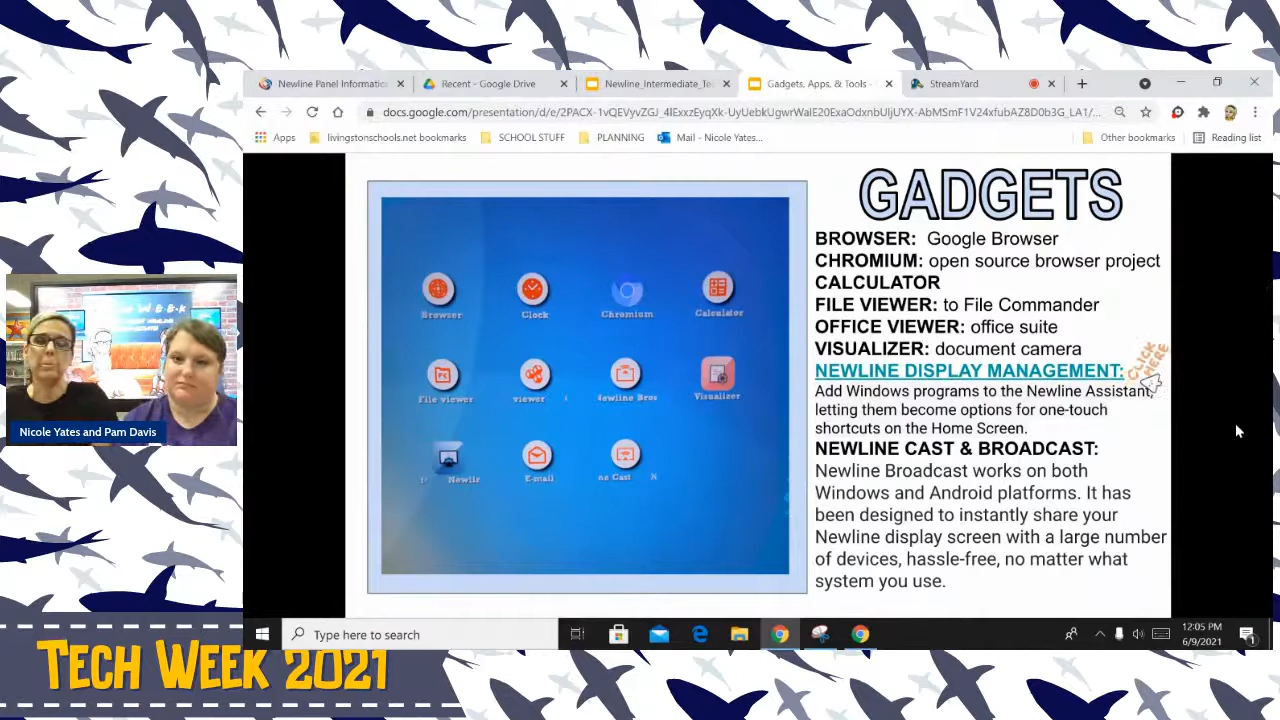 Newline Panel Informatio
Recent - Google Drive
Newline_Intermediate_Te
Gadgets, Apps, & Tools -
StreamYard
docs.google.com/presentation/d/e/2PACX-
Apps
livingstonschools.net bookmarks
SCHOOL STUFF
PLANNING
Mail - Nicole Yates...
Other bookmarks
Reading list
GADGETS
BROWSER: Google Browser
CHROMIUM: open source browser project
CALCULATOR
FILE VIEWER: to File Commander
OFFICE VIEWER: office suite
VISUALIZER: document camera
CLICK HERE
NEWLINE DISPLAY MANAGEMENT:
Add Windows programs to the Newline Assistant,
letting them become options for one-touch
shortcuts on the Home Screen.
NEWLINE CAST & BROADCAST:
Newline Broadcast works on both
Windows and Android platforms. It has
been designed to instantly share your
Newline display screen with a large number
of devices, hassle-free, no matter what
system you use.
Browser
Clock
Chromium
Calculator
File viewer
viewer
Newline Broa
Visualizer
Newlir
E-mail
ne Cast N
Nicole Yates and Pam Davis
Type here to search
12:05 PM
6/9/2021
TECH WEEK 2021